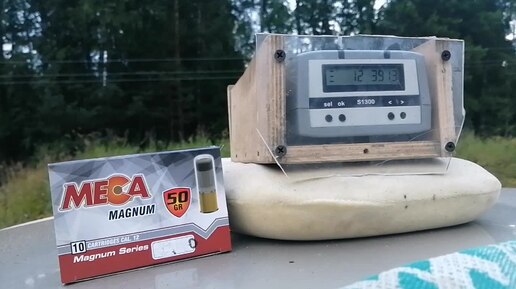 12 3913
sel ok S1300 < \ >
MECA
MAGNUM
50
GR
10 CARTRIDGES CAL. 12
Magnum Series